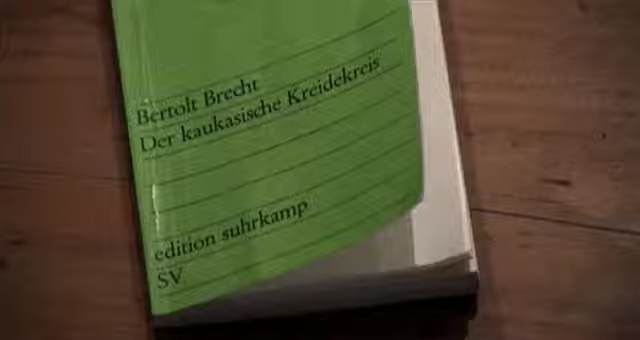 Bertolt Brecht
Der kaukasische Kreidekreis
edition suhrkamp
SV